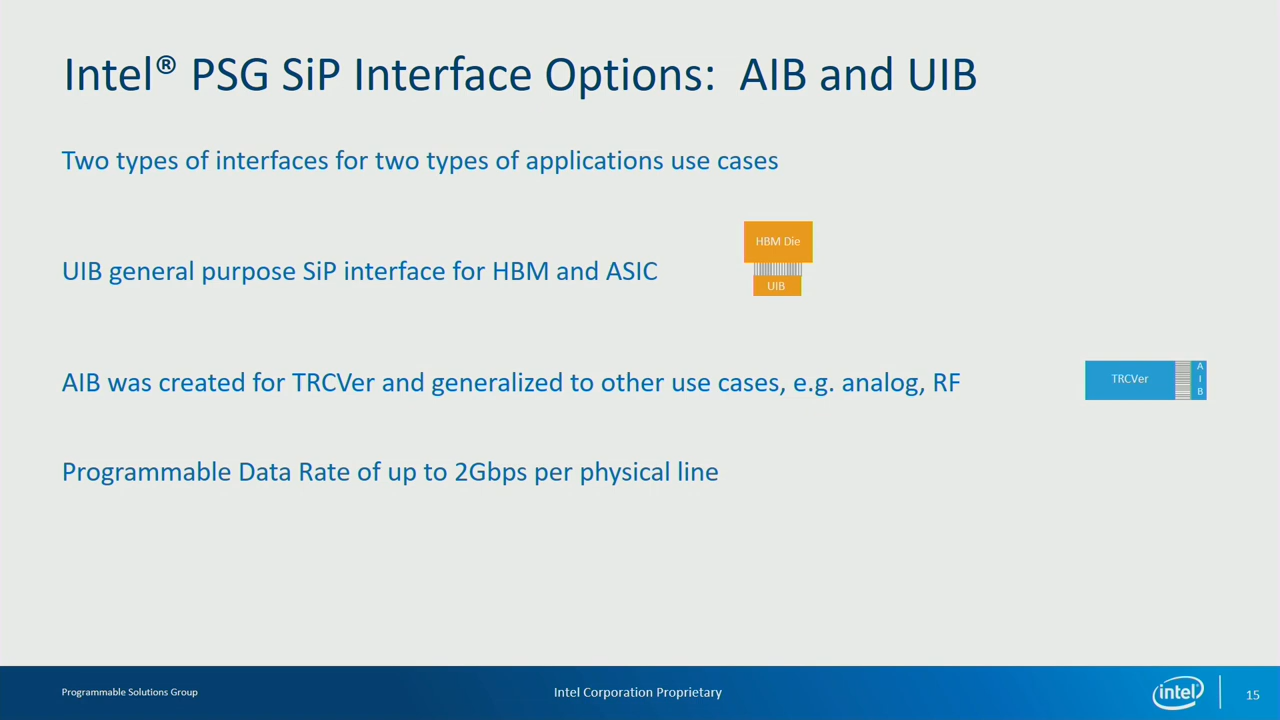 Intel® PSG SiP Interface Options: AIB and UIB
Two types of interfaces for two types of applications use cases
HBM Die
UIB general purpose SiP interface for HBM and ASIC
UIB
AIB was created for TRCVer and generalized to other use cases, e.g. analog, RF
TRCVer
A
I
B
Programmable Data Rate of up to 2Gbps per physical line
Programmable Solutions Group
Intel Corporation Proprietary
intel
15